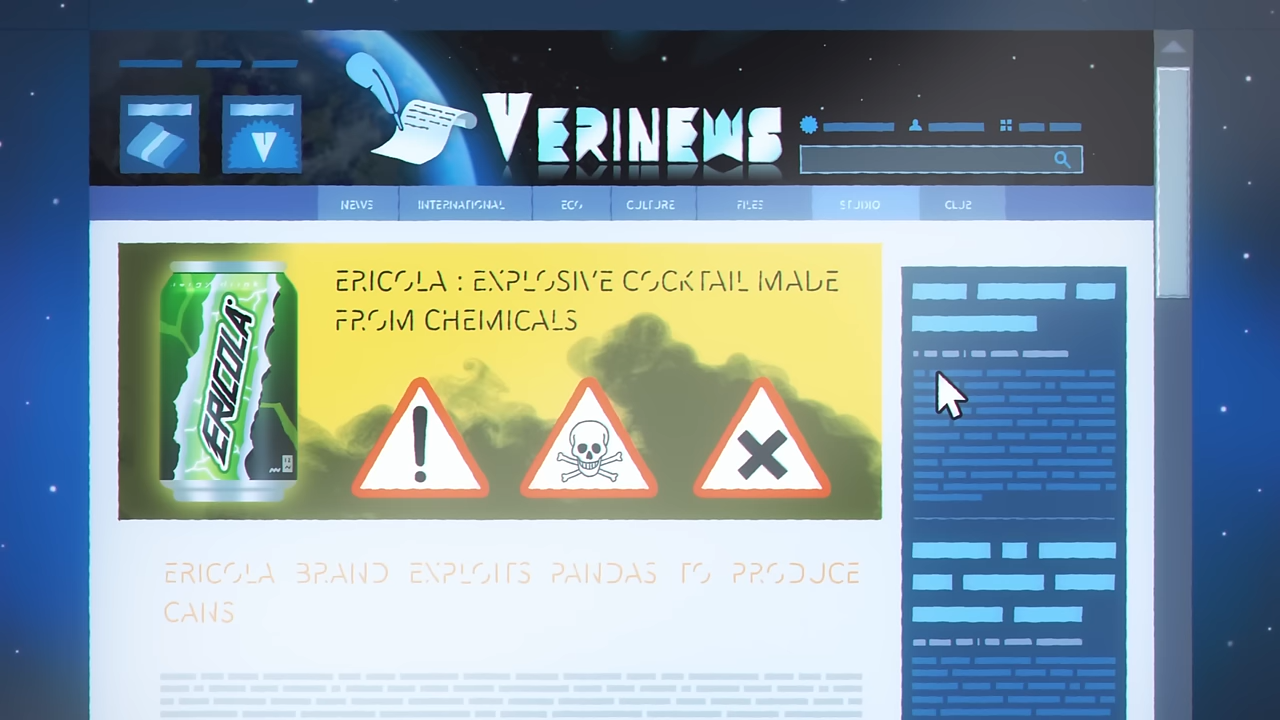 VERINEWS
NEWS INTERNATIONAL ECO CULTURE FILES STUDIO CLUB
ERICOLA : EXPLOSIVE COCKTAIL MADE
FROM CHEMICALS
ERICOLA
ERICOLA BRAND EXPLOITS PANDAS TO PRODUCE
CANS